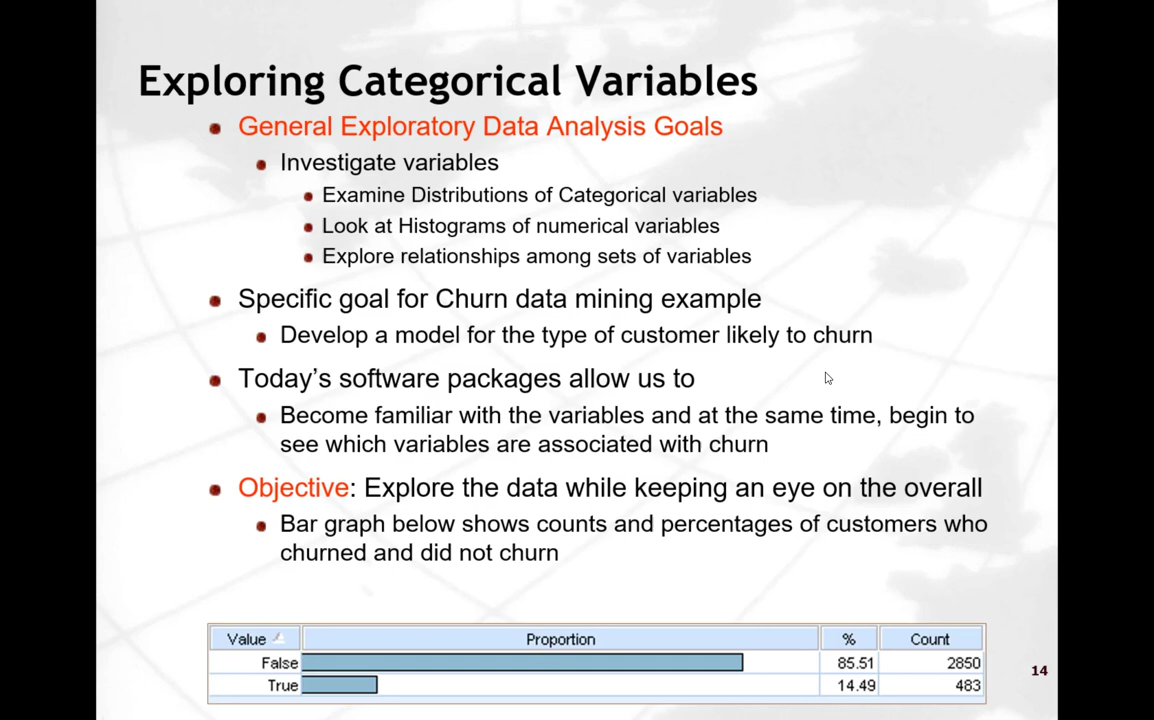 Exploring Categorical Variables
General Exploratory Data Analysis Goals
Investigate variables
Examine Distributions of Categorical variables
Look at Histograms of numerical variables
Explore relationships among sets of variables
Specific goal for Churn data mining example
Develop a model for the type of customer likely to churn
Today's software packages allow us to
Become familiar with the variables and at the same time, begin to
see which variables are associated with churn
Objective: Explore the data while keeping an eye on the overall
Bar graph below shows counts and percentages of customers who
churned and did not churn
Value Proportion % Count
False 85.51 2850
True 14.49 483
14